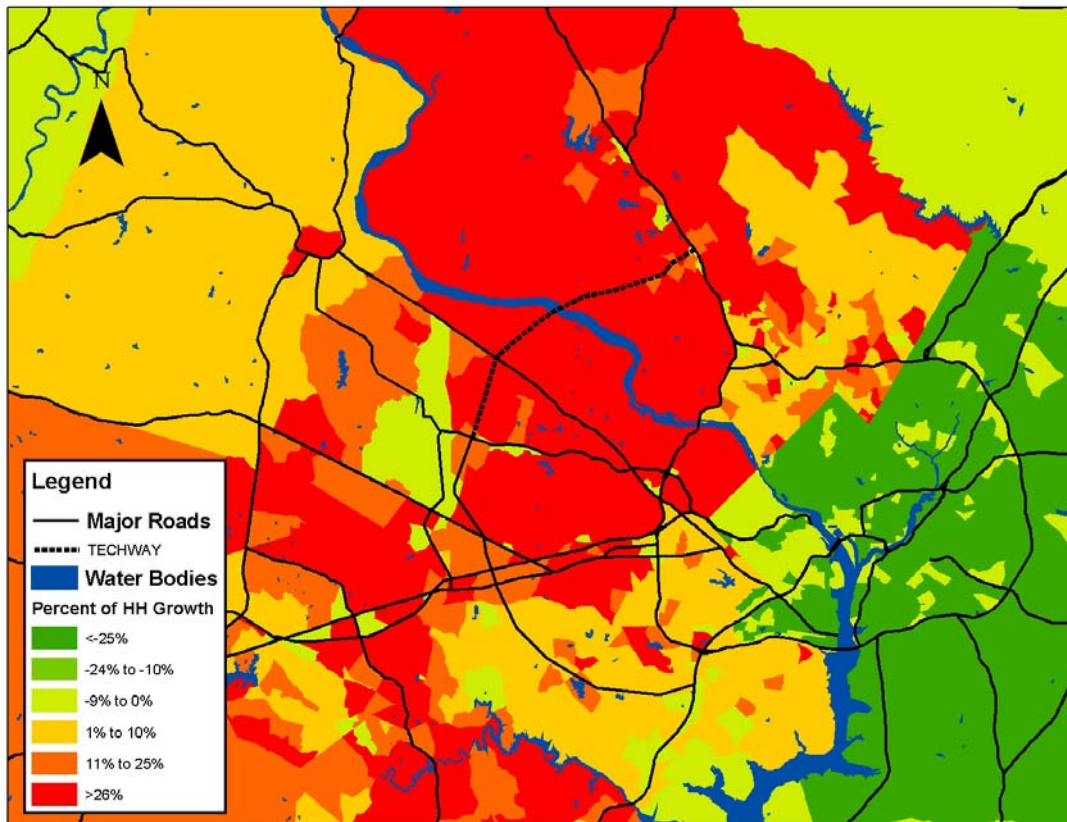 N
Legend
Major Roads
TECHWAY
Water Bodies
Percent of HH Growth
<-25%
-24% to -10%
-9% to 0%
1% to 10%
11% to 25%
>26%